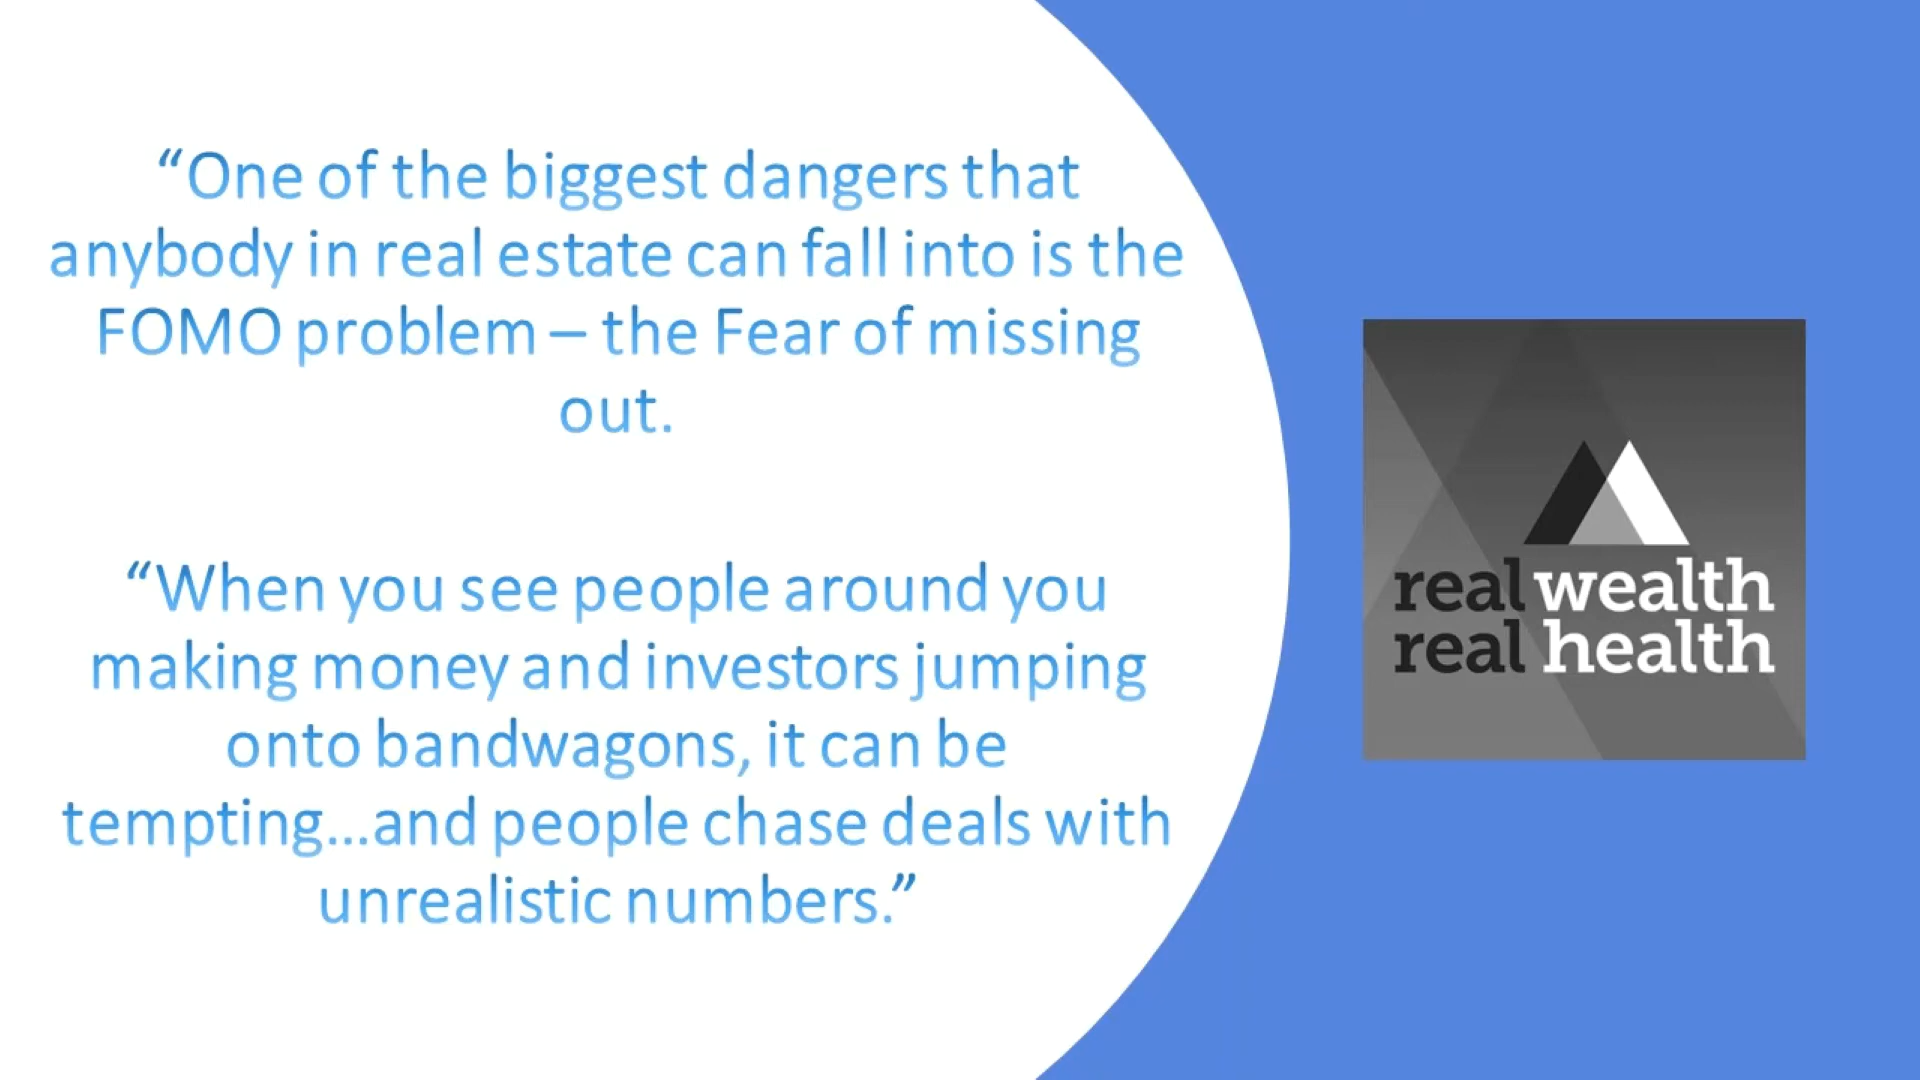 “One of the biggest dangers that
anybody in real estate can fall into is the
FOMO problem – the Fear of missing
out.
“When you see people around you
making money and investors jumping
onto bandwagons, it can be
tempting...and people chase deals with
unrealistic numbers.”
real wealth
real health